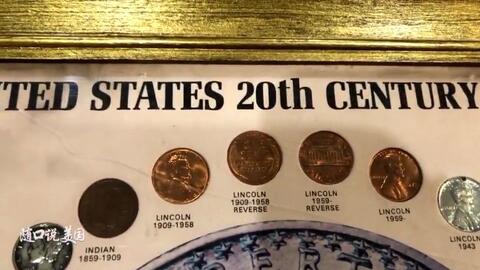 NITED STATES 20th CENTURY
LINCOLN
1909-1958
REVERSE
LINCOLN
1959-
REVERSE
LINCOLN
1909-1958
LINCOLN
1959-
INDIAN
1859-1909
LINCOLN
1943
随口说美国